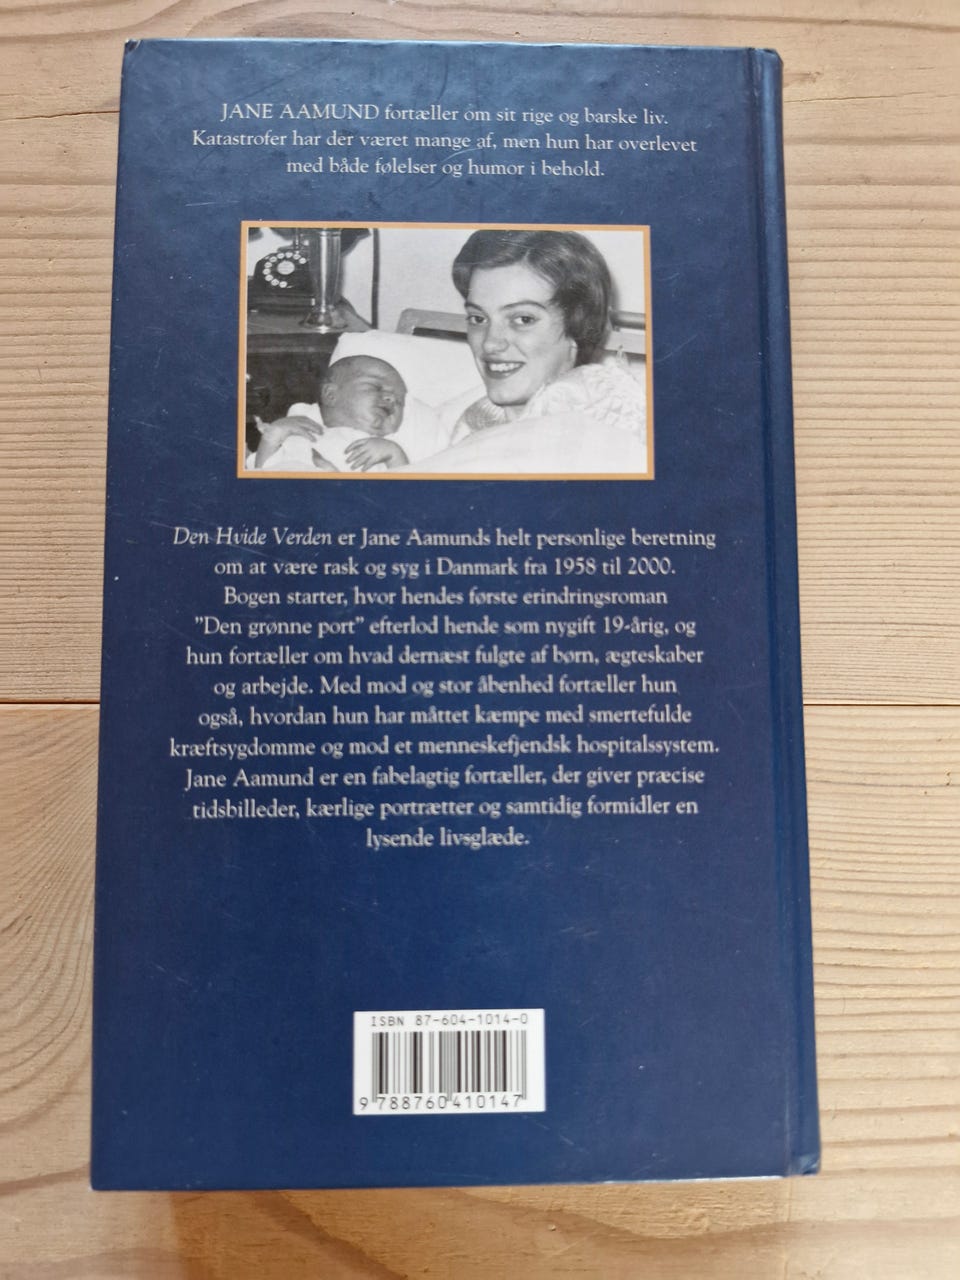 JANE AAMUND fortæller om sit rige og barske liv.
Katastrofer har der været mange af, men hun har overlevet
med både følelser og humor i behold.
Den Hvide Verden er Jane Aamunds helt personlige beretning
om at være rask og syg i Danmark fra 1958 til 2000.
Bogen starter, hvor hendes første erindringsroman
"Den grønne port" efterlod hende som nygift 19-årig, og
hun fortæller om hvad dernæst fulgte af børn, ægteskaber
og arbejde. Med mod og stor åbenhed fortæller hun
også, hvordan hun har måttet kæmpe med smertefulde
kræftsygdomme og mod et menneskefjendsk hospitalssystem.
Jane Aamund er en fabelagtig fortæller, der giver præcise
tidsbilleder, kærlige portrætter og samtidig formidler en
lysende livsglæde.
ISBN 87-604-1014-0
9 788760 410147